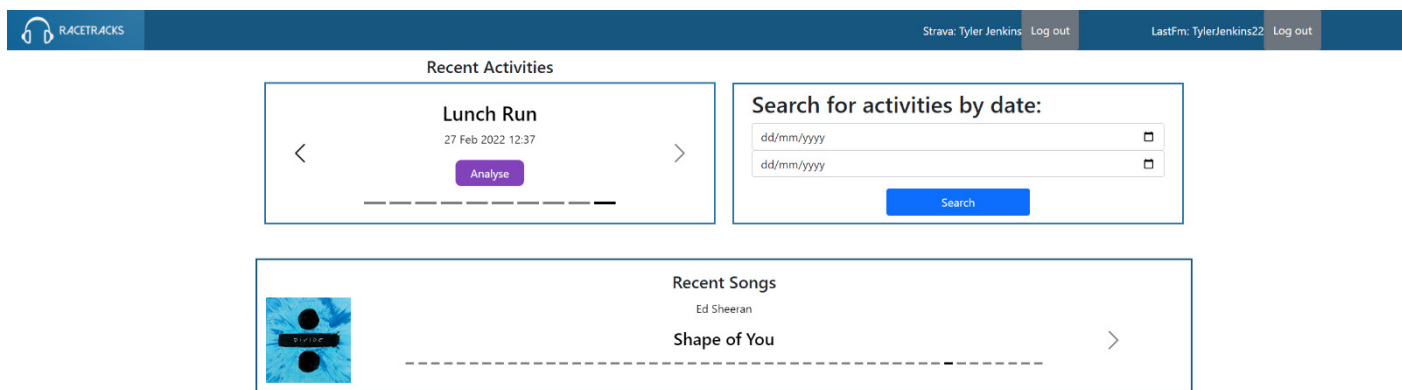 RACETRACKS
Strava: Tyler Jenkins Log out
LastFm: TylerJenkins22 Log out
Recent Activities
Lunch Run
27 Feb 2022 12:37
Analyse
Search for activities by date:
dd/mm/yyyy
dd/mm/yyyy
Search
Recent Songs
Ed Sheeran
Shape of You
DIVIDE